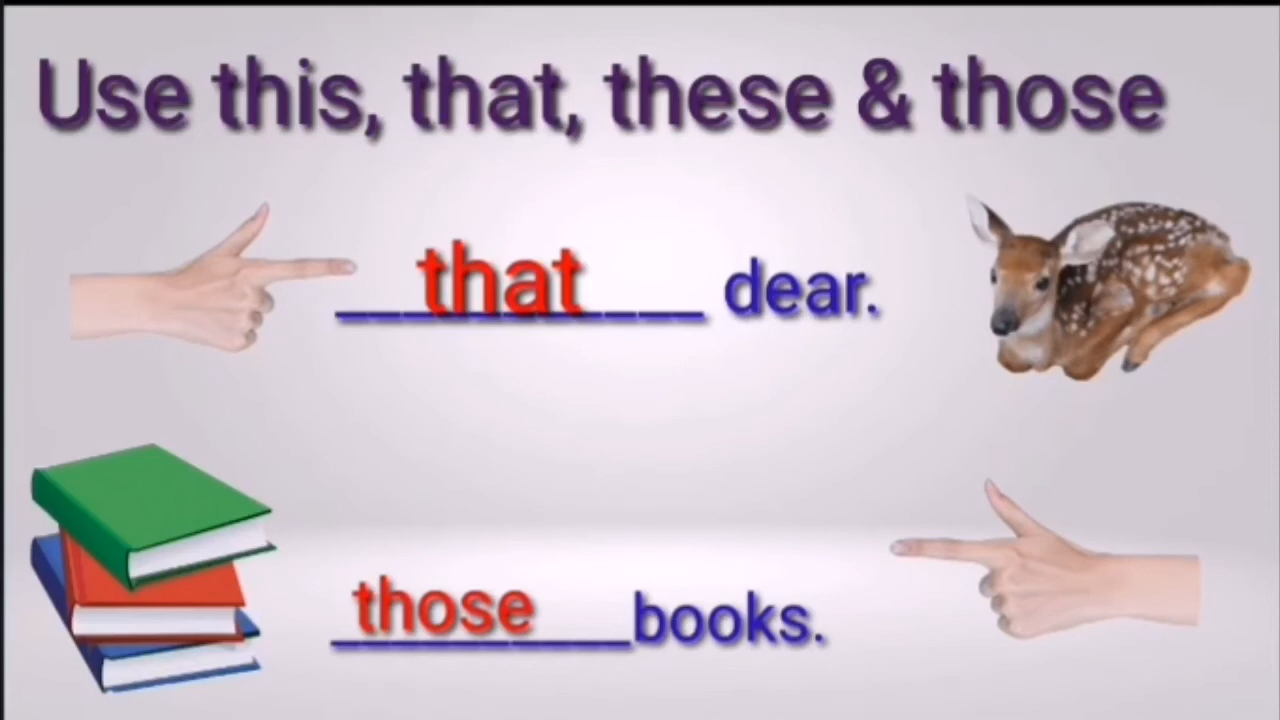 Use this, that, these & those
that dear.
those books.